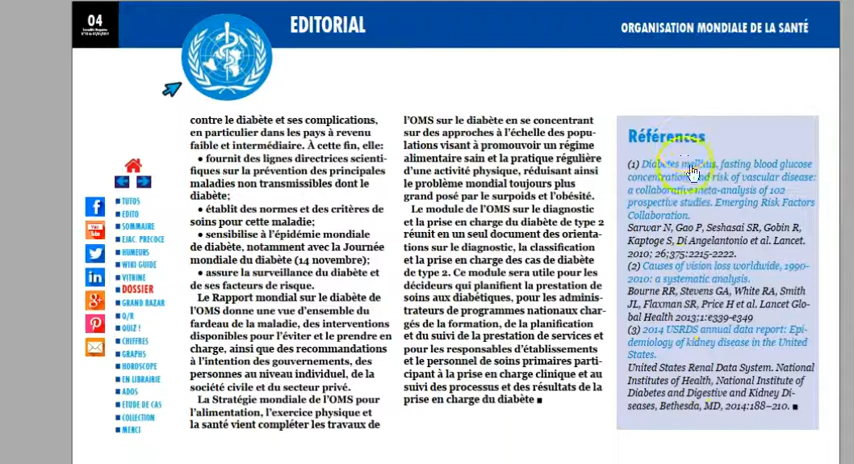 04
EDITORIAL
ORGANISATION MONDIALE DE LA SANTÉ
TUTOS
EDITO
SOMMAIRE
EJAC. PRECOCE
HUMEURS
WIKI GUIDE
VITRINE
DOSSIER
GRAND BAZAR
Q/R
QUIZ !
CHIFFRES
GRAPHS
HOROSCOPE
EN LIBRAIRIE
ADOS
ETUDE DE CAS
COLLECTION
MERCI
contre le diabète et ses complications,
en particulier dans les pays à revenu
faible et intermédiaire. À cette fin, elle:
• fournit des lignes directrices scienti-
fiques sur la prévention des principales
maladies non transmissibles dont le
diabète;
• établit des normes et des critères de
soins pour cette maladie;
• sensibilise à l'épidémie mondiale
de diabète, notamment avec la Journée
mondiale du diabète (14 novembre);
• assure la surveillance du diabète et
de ses facteurs de risque.
Le Rapport mondial sur le diabète de
l'OMS donne une vue d'ensemble du
fardeau de la maladie, des interventions
disponibles pour l'éviter et le prendre en
charge, ainsi que des recommandations
à l'intention des gouvernements, des
personnes au niveau individuel, de la
société civile et du secteur privé.
La Stratégie mondiale de l'OMS pour
l'alimentation, l'exercice physique et
la santé vient compléter les travaux de
l'OMS sur le diabète en se concentrant
sur des approches à l'échelle des popu-
lations visant à promouvoir un régime
alimentaire sain et la pratique régulière
d'une activité physique, réduisant ainsi
le problème mondial toujours plus
grand posé par le surpoids et l'obésité.
Le module de l'OMS sur le diagnostic
et la prise en charge du diabète de type 2
réunit en un seul document des orienta-
tions sur le diagnostic, la classification
et la prise en charge des cas de diabète
de type 2. Ce module sera utile pour les
décideurs qui planifient la prestation de
soins aux diabétiques, pour les adminis-
trateurs de programmes nationaux char-
gés de la formation, de la planification
et du suivi de la prestation de services et
pour les responsables d'établissements
et le personnel de soins primaires parti-
cipant à la prise en charge clinique et au
suivi des processus et des résultats de la
prise en charge du diabète ■
Références
(1) Diabetes mellitus, fasting blood glucose
concentration, and risk of vascular disease:
a collaborative meta-analysis of 102
prospective studies. Emerging Risk Factors
Collaboration.
Sarwar N, Gao P, Seshasai SR, Gobin R,
Kaptoge S, Di Angelantonio et al. Lancet.
2010; 26;375:2215-2222.
(2) Causes of vision loss worldwide, 1990-
2010: a systematic analysis.
Bourne RR, Stevens GA, White RA, Smith
JL, Flaxman SR, Price H et al. Lancet Glo-
bal Health 2013;1:e339-e349
(3) 2014 USRDS annual data report: Epi-
demiology of kidney disease in the United
States.
United States Renal Data System. National
Institutes of Health, National Institute of
Diabetes and Digestive and Kidney Di-
seases, Bethesda, MD, 2014:188–210. ■